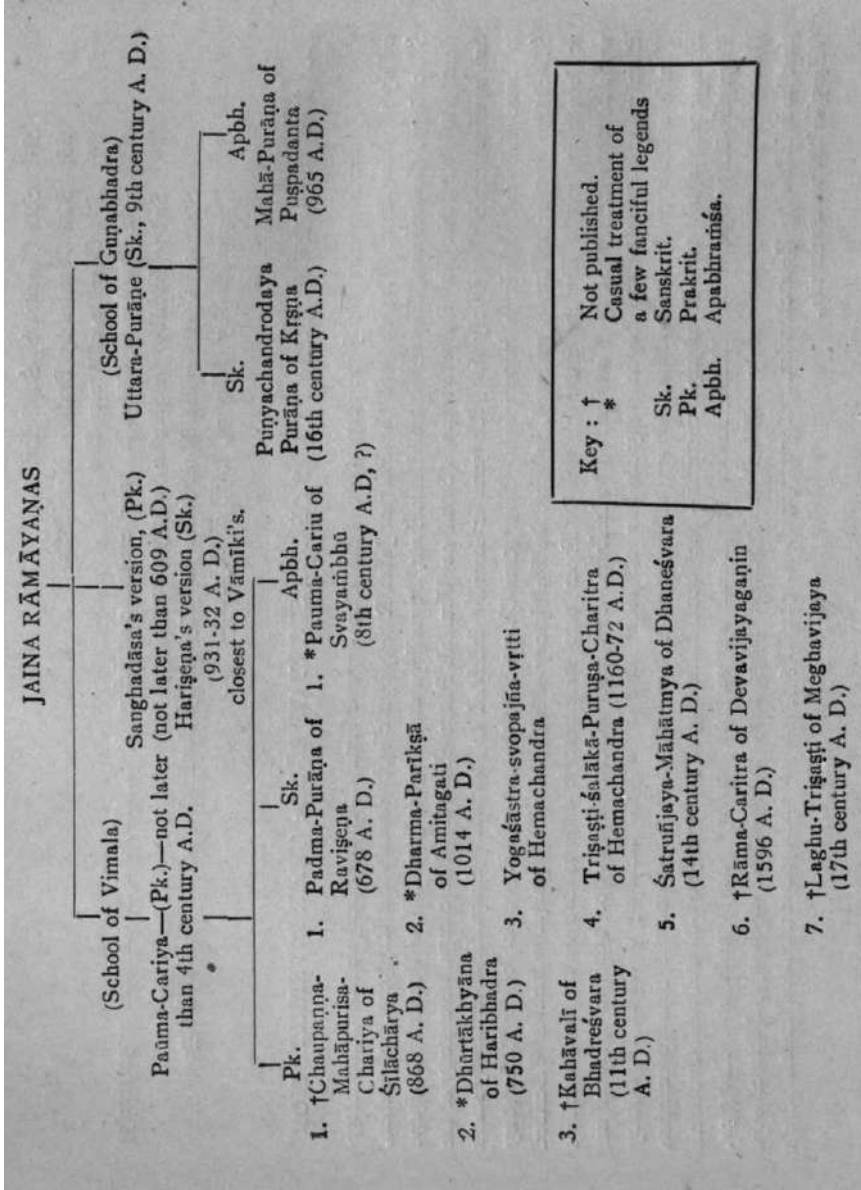 JAINA RĀMĀYAṆAS
(School of Vimala)
Paūma-Cariya—(Pk.)—not later
than 4th century A.D.
Sanghadāsa's version, (Pk.)
(not later than 609 A.D.)
Hariṣeṇa's version (Sk.)
(931-32 A. D.)
closest to Vāmīki's.
(School of Guṇabhadra)
Uttara-Purāṇe (Sk., 9th century A. D.)
Sk.
Puṇyachandrodaya
Purāṇa of Kṛṣṇa
(16th century A.D.)
Apbh.
Mahā-Purāṇa of
Puṣpadanta
(965 A.D.)
Pk.
1. †Chaupaṇṇa-
Mahāpurisa-
Chariya of
Śīlāchārya
(868 A. D.)
2. *Dhūrtākhyāna
of Haribhadra
(750 A. D.)
3. †Kahāvalī of
Bhadreśvara
(11th century
A. D.)
Sk.
1. Padma-Purāṇa of
Raviṣeṇa
(678 A. D.)
2. *Dharma-Parīkṣā
of Amitagati
(1014 A. D.)
3. Yogaśāstra-svopajña-vṛtti
of Hemachandra
4. Triṣaṣṭi-śalākā-Puruṣa-Charitra
of Hemachandra (1160-72 A.D.)
5. Śatruñjaya-Māhātmya of Dhaneśvara
(14th century A. D.)
6. †Rāma-Caritra of Devavijayagaṇin
(1596 A. D.)
7. †Laghu-Triṣaṣṭi of Meghavijaya
(17th century A. D.)
Apbh.
1. *Pauma-Cariu of
Svayaṁbhū
(8th century A.D, ?)
Key : † Not published.
* Casual treatment of
a few fanciful legends
Sk. Sanskrit.
Pk. Prakrit.
Apbh. Apabhraṁśa.